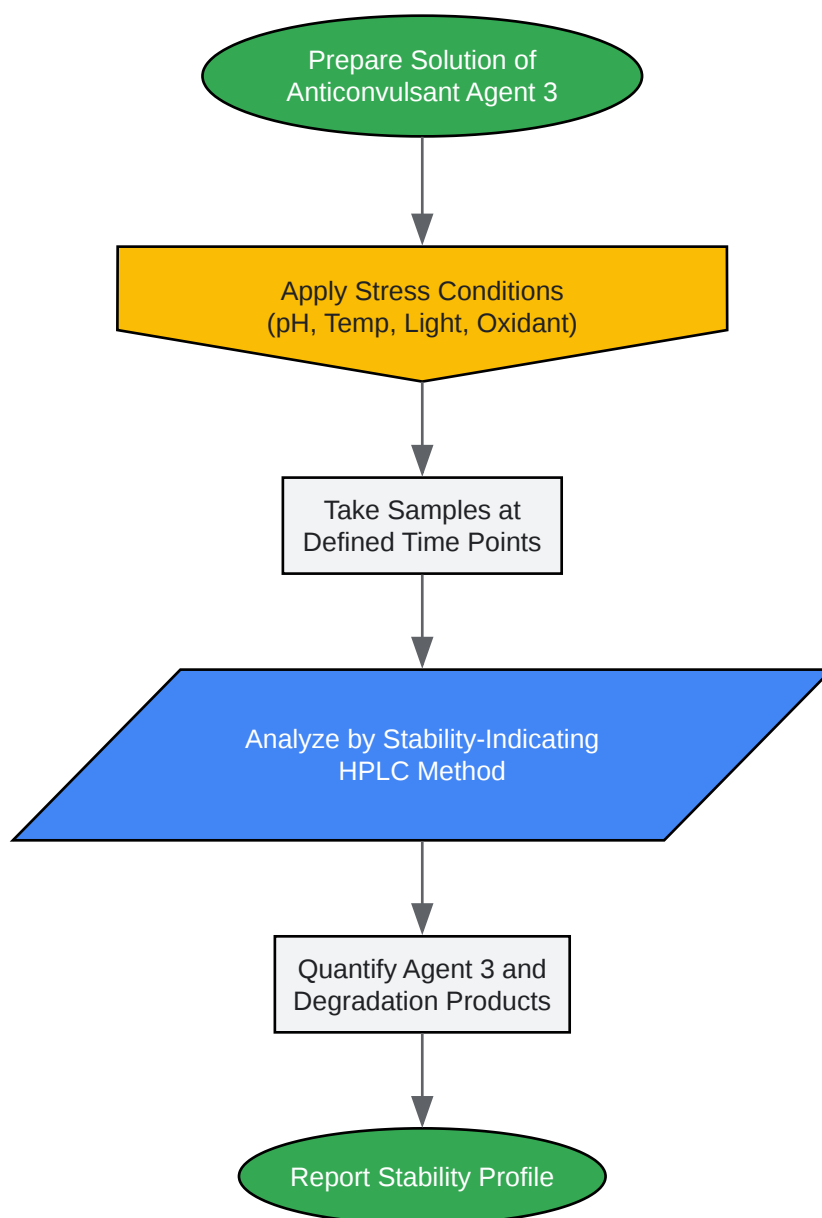 Prepare Solution of
Anticonvulsant Agent 3
Apply Stress Conditions
(pH, Temp, Light, Oxidant)
Take Samples at
Defined Time Points
Analyze by Stability-Indicating
HPLC Method
Quantify Agent 3 and
Degradation Products
Report Stability Profile